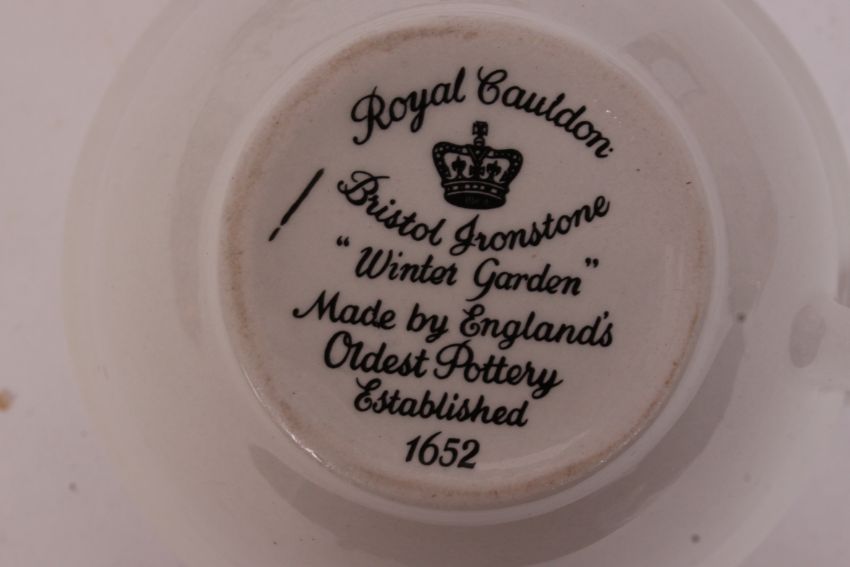 Royal Cauldon
Bristol Ironstone
"Winter Garden"
Made by England's
Oldest Pottery
Established
1652